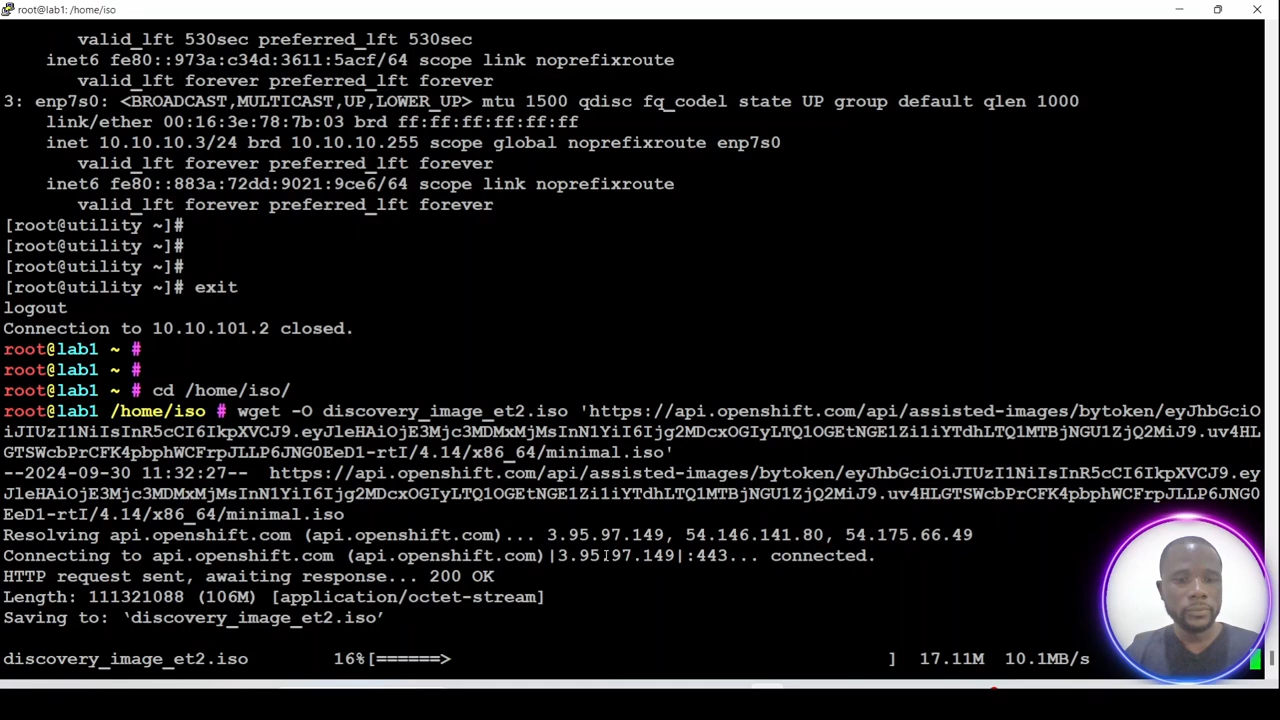 root@lab1: /home/iso
valid_lft 530sec preferred_lft 530sec
inet6 fe80::973a:c34d:3611:5acf/64 scope link noprefixroute
valid_lft forever preferred_lft forever
3: enp7s0: <BROADCAST,MULTICAST,UP,LOWER_UP> mtu 1500 qdisc fq_codel state UP group default qlen 1000
link/ether 00:16:3e:78:7b:03 brd ff:ff:ff:ff:ff:ff
inet 10.10.10.3/24 brd 10.10.10.255 scope global noprefixroute enp7s0
valid_lft forever preferred_lft forever
inet6 fe80::883a:72dd:9021:9ce6/64 scope link noprefixroute
valid_lft forever preferred_lft forever
[root@utility ~]#
[root@utility ~]#
[root@utility ~]#
[root@utility ~]# exit
logout
Connection to 10.10.101.2 closed.
root@lab1 ~ #
root@lab1 ~ #
root@lab1 ~ # cd /home/iso/
root@lab1 /home/iso # wget -O discovery_image_et2.iso 'https://api.openshift.com/api/assisted-images/bytoken/eyJhbGciO
iJIUzI1NiIsInR5cCI6IkpXVCJ9.eyJleHAiOjE3Mjc3MDMxMjMsInN1YiI6Ijg2MDcxOGIyLTQ1OGEtNGE1Zi1iYTdhLTQ1MTBjNGU1ZjQ2MiJ9.uv4HL
GTSWcbPrCFK4pbphWCFrpJLLP6JNG0EeD1-rtI/4.14/x86_64/minimal.iso'
--2024-09-30 11:32:27--  https://api.openshift.com/api/assisted-images/bytoken/eyJhbGciOiJIUzI1NiIsInR5cCI6IkpXVCJ9.ey
JleHAiOjE3Mjc3MDMxMjMsInN1YiI6Ijg2MDcxOGIyLTQ1OGEtNGE1Zi1iYTdhLTQ1MTBjNGU1ZjQ2MiJ9.uv4HLGTSWcbPrCFK4pbphWCFrpJLLP6JNG0
EeD1-rtI/4.14/x86_64/minimal.iso
Resolving api.openshift.com (api.openshift.com)... 3.95.97.149, 54.146.141.80, 54.175.66.49
Connecting to api.openshift.com (api.openshift.com)|3.95.97.149|:443... connected.
HTTP request sent, awaiting response... 200 OK
Length: 111321088 (106M) [application/octet-stream]
Saving to: ‘discovery_image_et2.iso’
discovery_image_et2.iso 16%[======> ] 17.11M 10.1MB/s